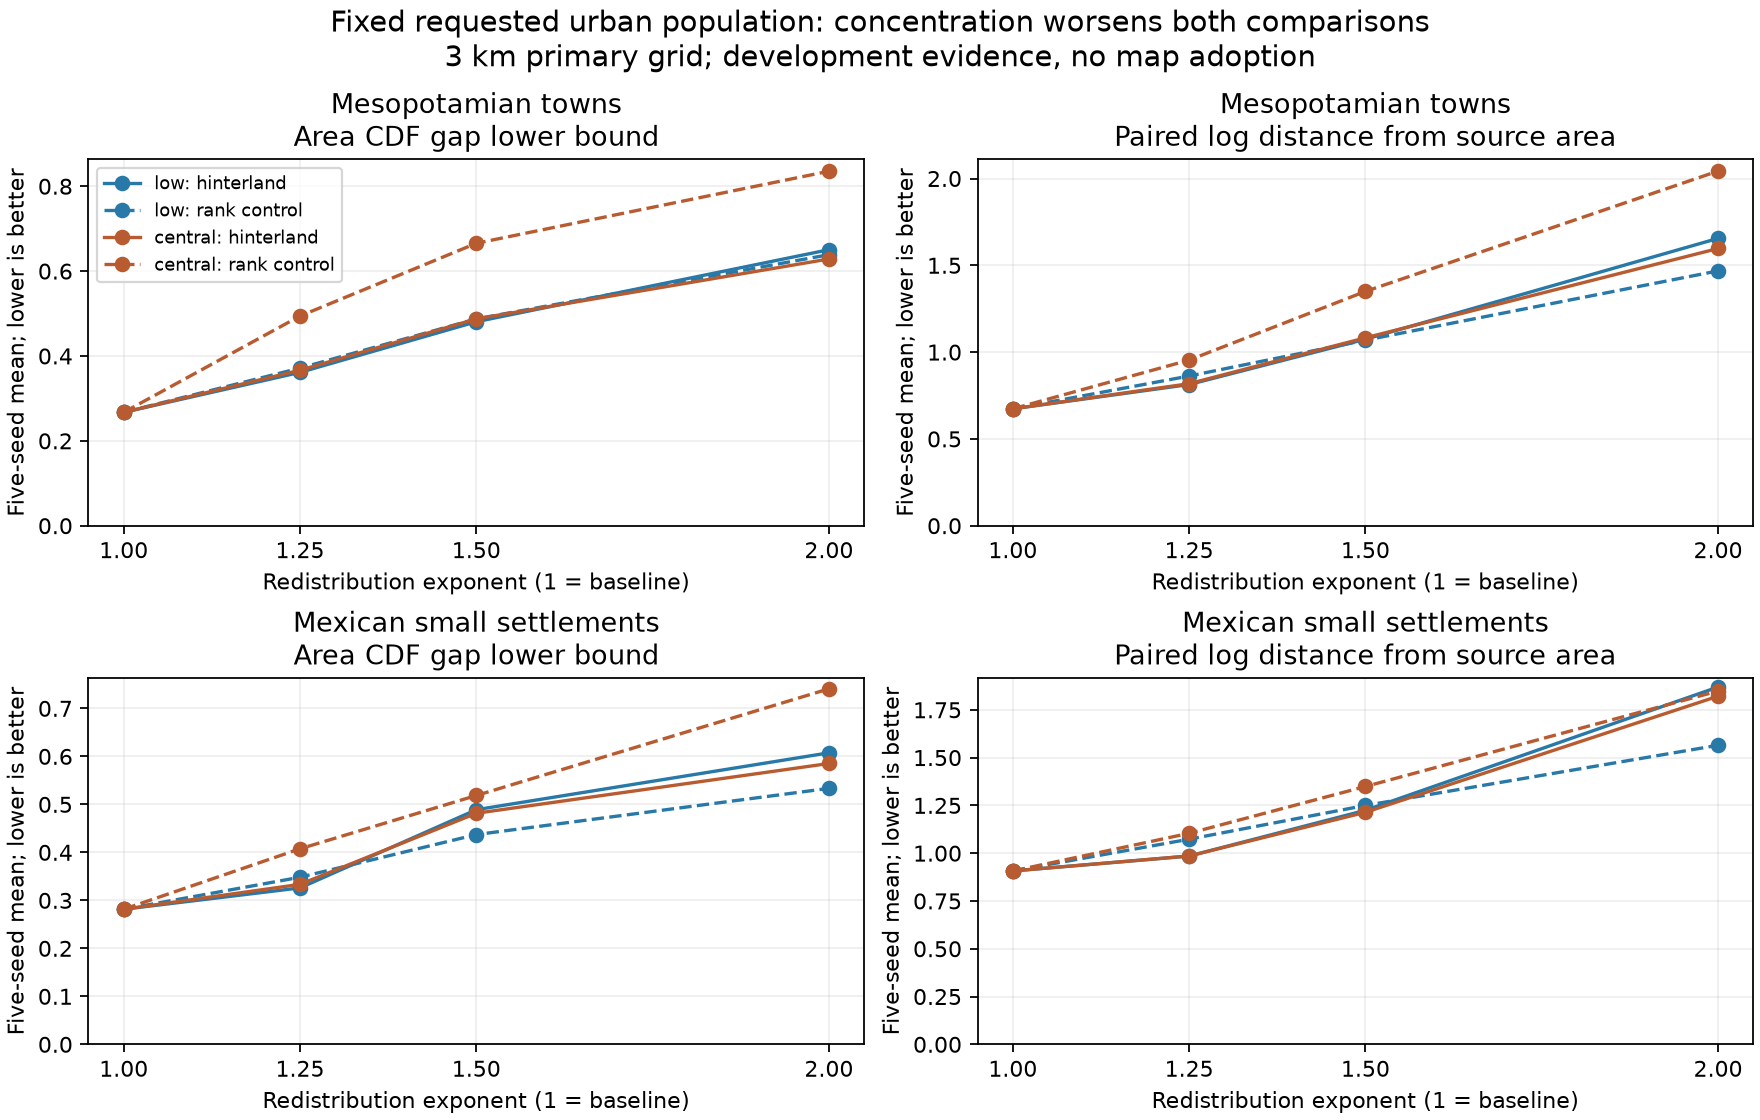 Fixed requested urban population: concentration worsens both comparisons
3 km primary grid; development evidence, no map adoption
Mesopotamian towns
Area CDF gap lower bound
Five-seed mean; lower is better
0.8
0.6
0.4
0.2
0.0
low: hinterland
low: rank control
central: hinterland
central: rank control
1.00 1.25 1.50 2.00
Redistribution exponent (1 = baseline)
Mesopotamian towns
Paired log distance from source area
Five-seed mean; lower is better
2.0
1.5
1.0
0.5
0.0
1.00 1.25 1.50 2.00
Redistribution exponent (1 = baseline)
Mexican small settlements
Area CDF gap lower bound
Five-seed mean; lower is better
0.7
0.6
0.5
0.4
0.3
0.2
0.1
0.0
1.00 1.25 1.50 2.00
Redistribution exponent (1 = baseline)
Mexican small settlements
Paired log distance from source area
Five-seed mean; lower is better
1.75
1.50
1.25
1.00
0.75
0.50
0.25
0.00
1.00 1.25 1.50 2.00
Redistribution exponent (1 = baseline)